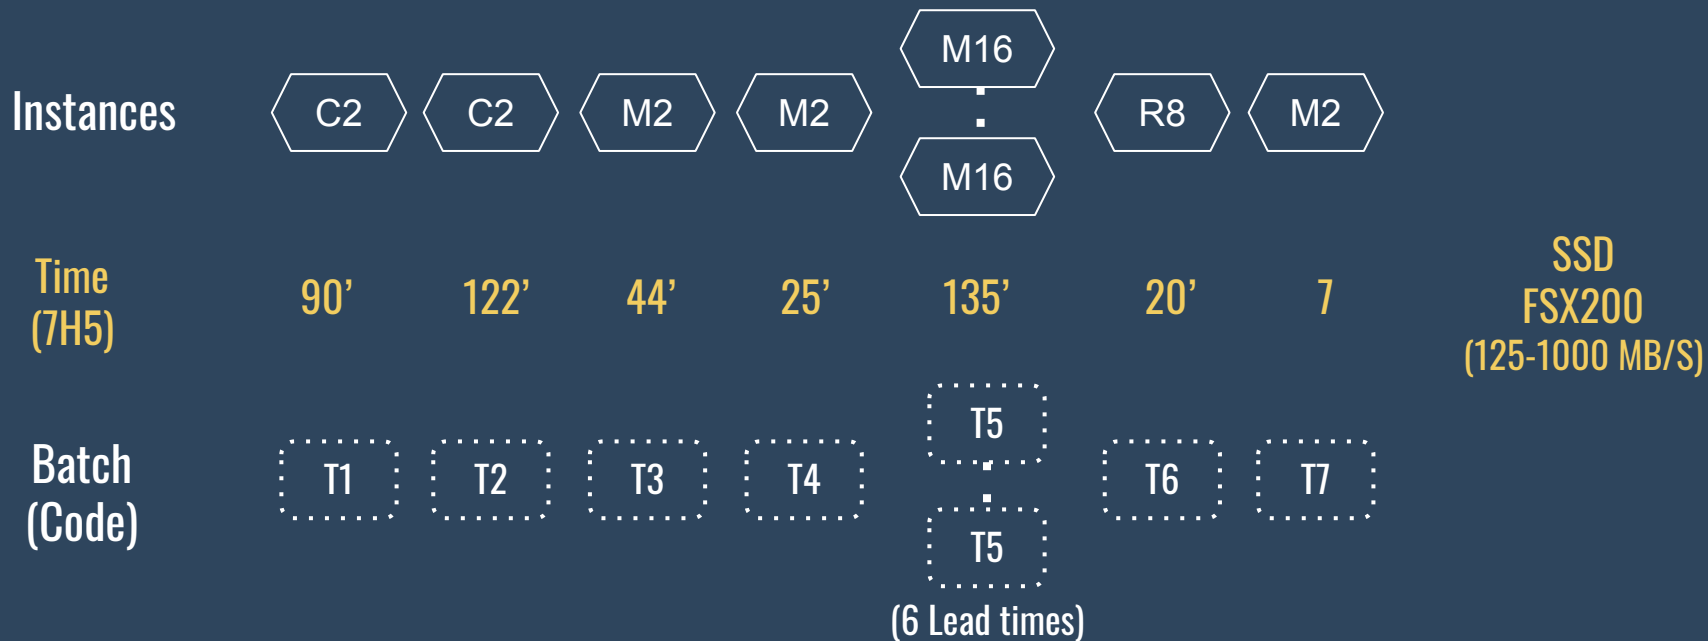 M16
Instances C2 C2 M2 M2 R8 M2
M16
Time
(7H5)
90’ 122’ 44’ 25’ 135’ 20’ 7
SSD
FSX200
(125-1000 MB/S)
T5
Batch
(Code)
T1 T2 T3 T4 T6 T7
T5
(6 Lead times)